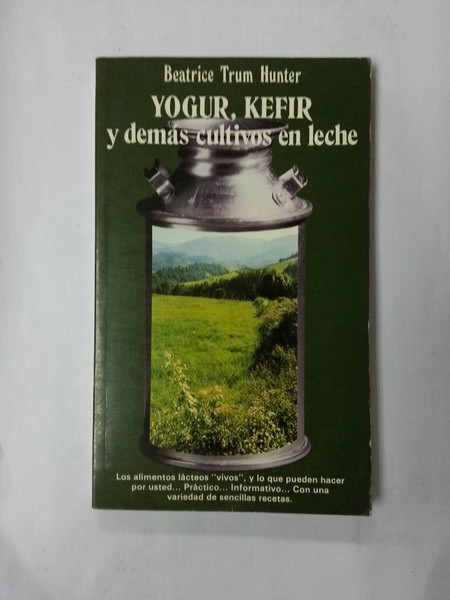 Beatrice Trum Hunter
YOGUR, KEFIR
y demás cultivos en leche
Los alimentos lácteos "vivos", y lo que pueden hacer
por usted... Práctico... Informativo... Con una
variedad de sencillas recetas.